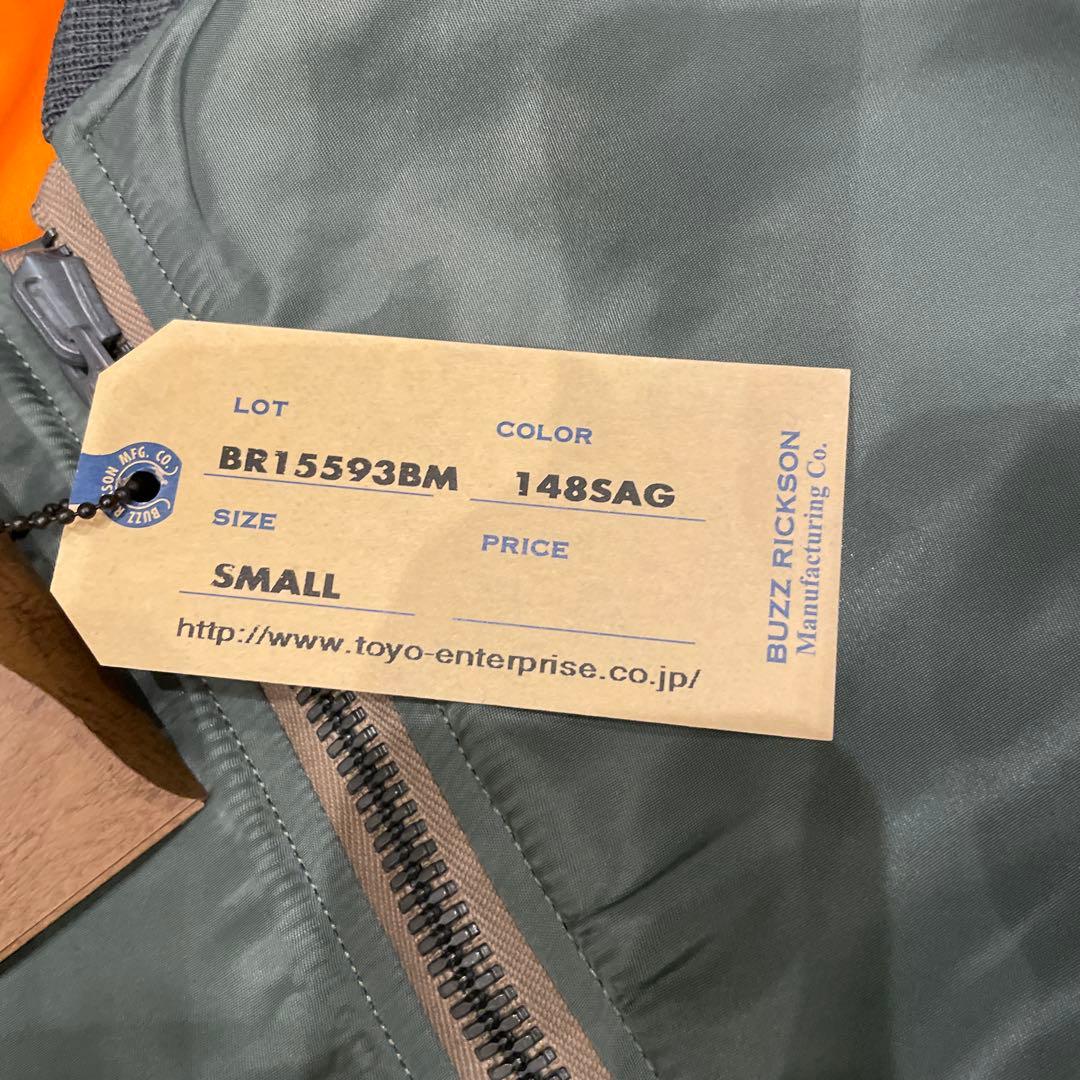 LOT
BR15593BM
COLOR
148SAG
SIZE
SMALL
PRICE
http://www.toyo-enterprise.co.jp/
BUZZ RICKSON
Manufacturing Co.
SON MFG. CO.
BUZZ R